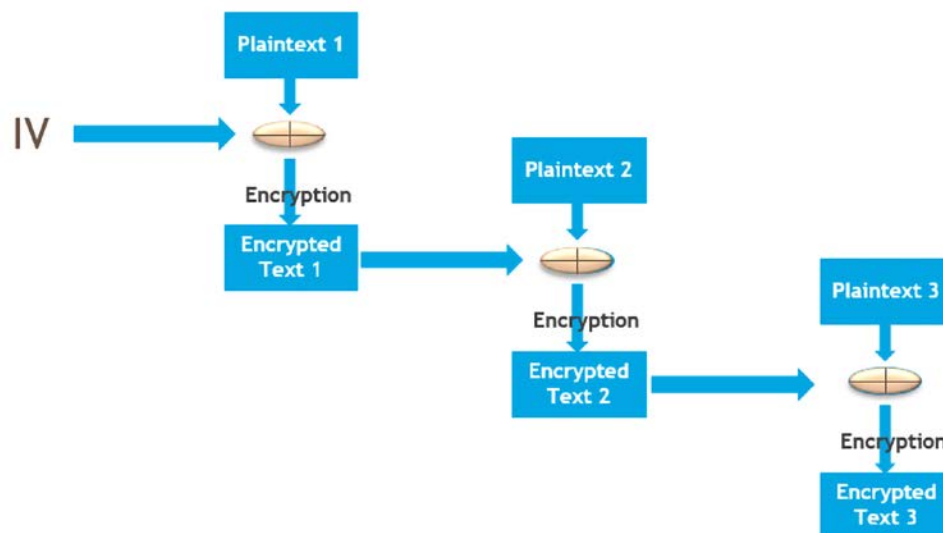 Plaintext 1
IV
Encryption
Encrypted
Text 1
Plaintext 2
Encryption
Encrypted
Text 2
Plaintext 3
Encryption
Encrypted
Text 3